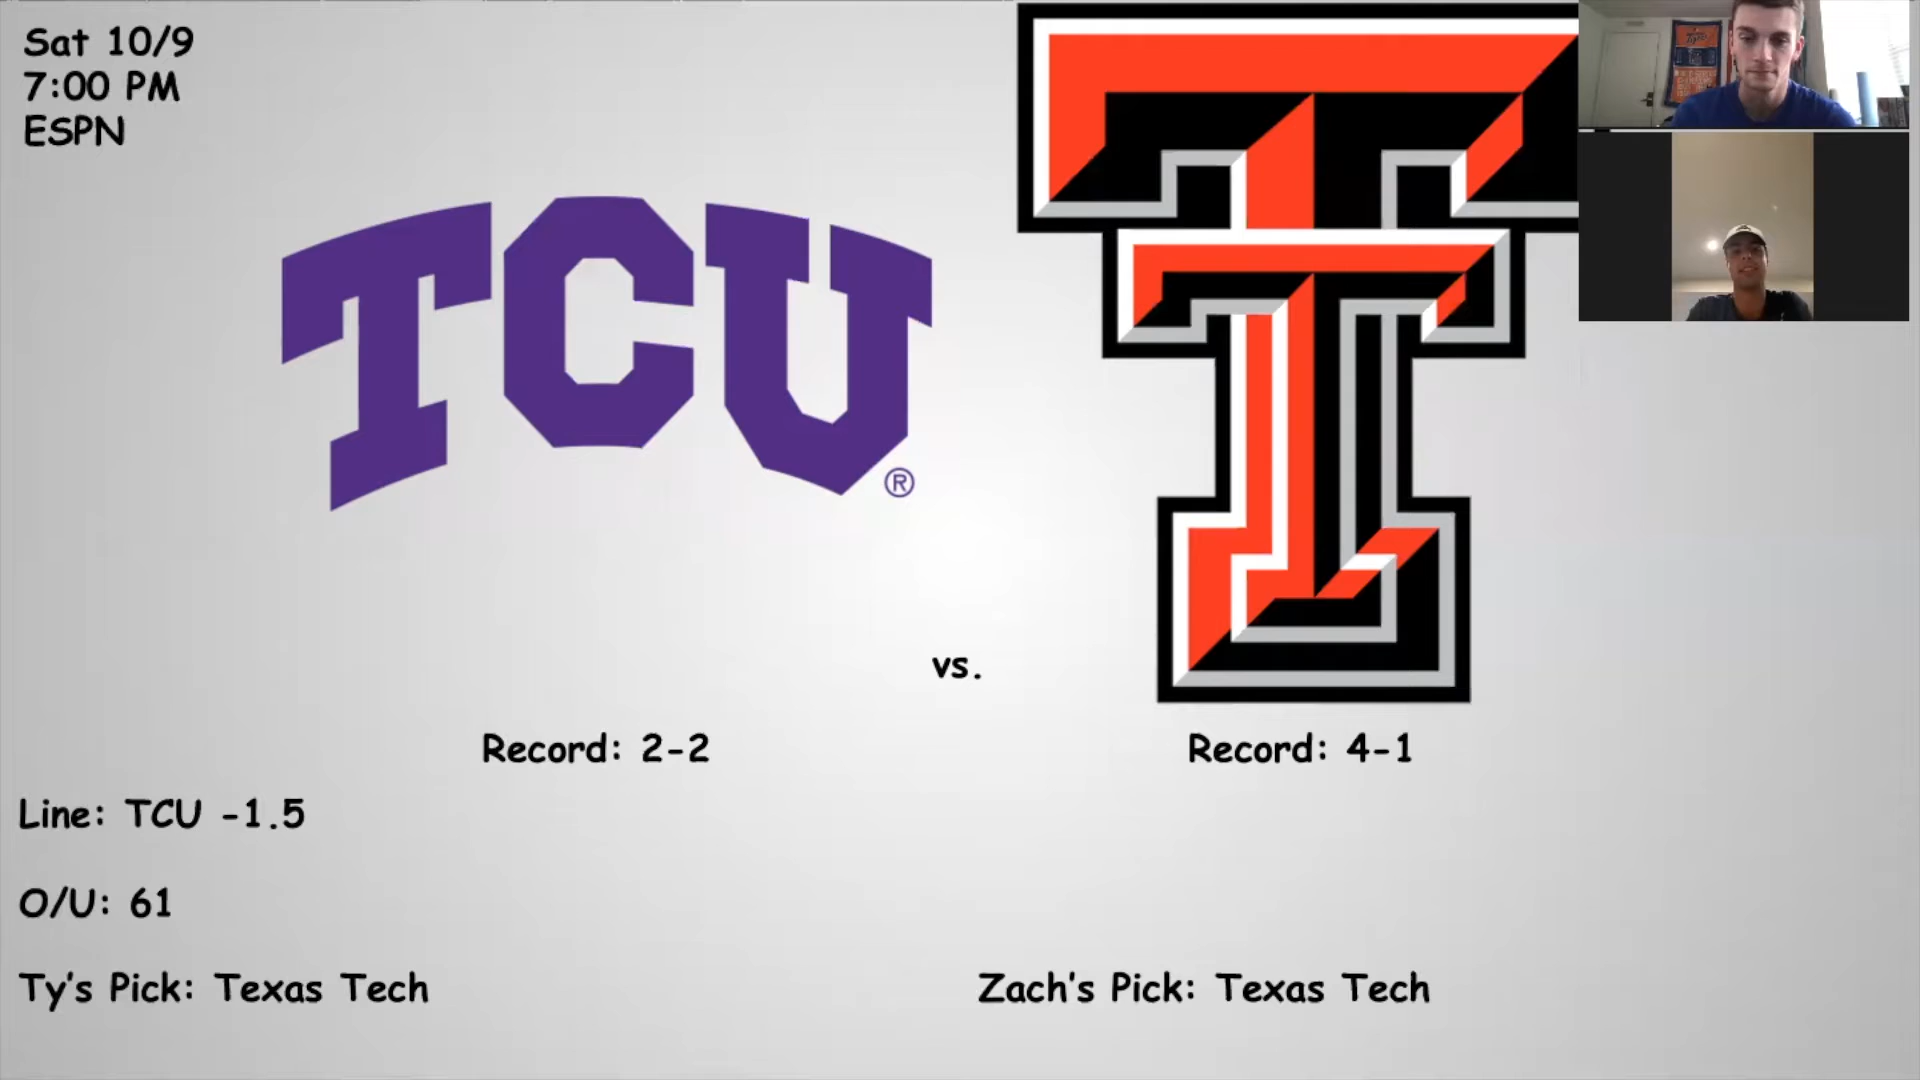 Sat 10/9
7:00 PM
ESPN
TCU
®
TT
vs.
Record: 2-2
Record: 4-1
Line: TCU -1.5
O/U: 61
Ty's Pick: Texas Tech
Zach's Pick: Texas Tech